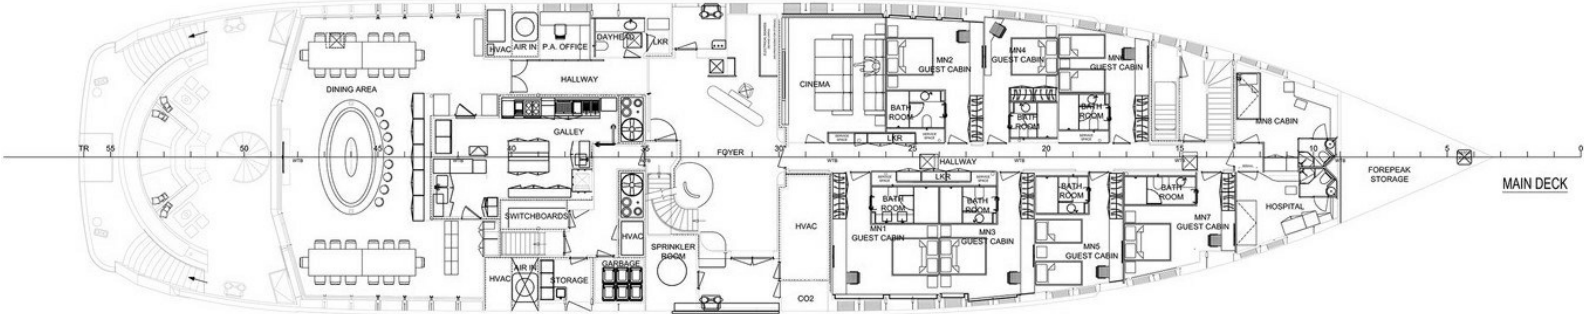 HVAC
AIR IN
P.A. OFFICE
DAYHEAD
LKR
HALLWAY
DINING AREA
GALLEY
CINEMA
MN2
GUEST CABIN
BATH
ROOM
LKR
MN4
GUEST CABIN
BATH
ROOM
GUEST CABIN
BATH
ROOM
MN8 CABIN
TR
55
50
45
40
35
FOYER
30
25
HALLWAY
20
15
10
5
0
FOREPEAK
STORAGE
MAIN DECK
SWITCHBOARDS
HVAC
SPRINKLER
ROOM
HVAC
AIR IN
STORAGE
GARBAGE
HVAC
CO2
LKR
BATH
ROOM
MN1
GUEST CABIN
BATH
ROOM
MN3
GUEST CABIN
BATH
ROOM
MN5
GUEST CABIN
BATH
ROOM
MN7
GUEST CABIN
HOSPITAL